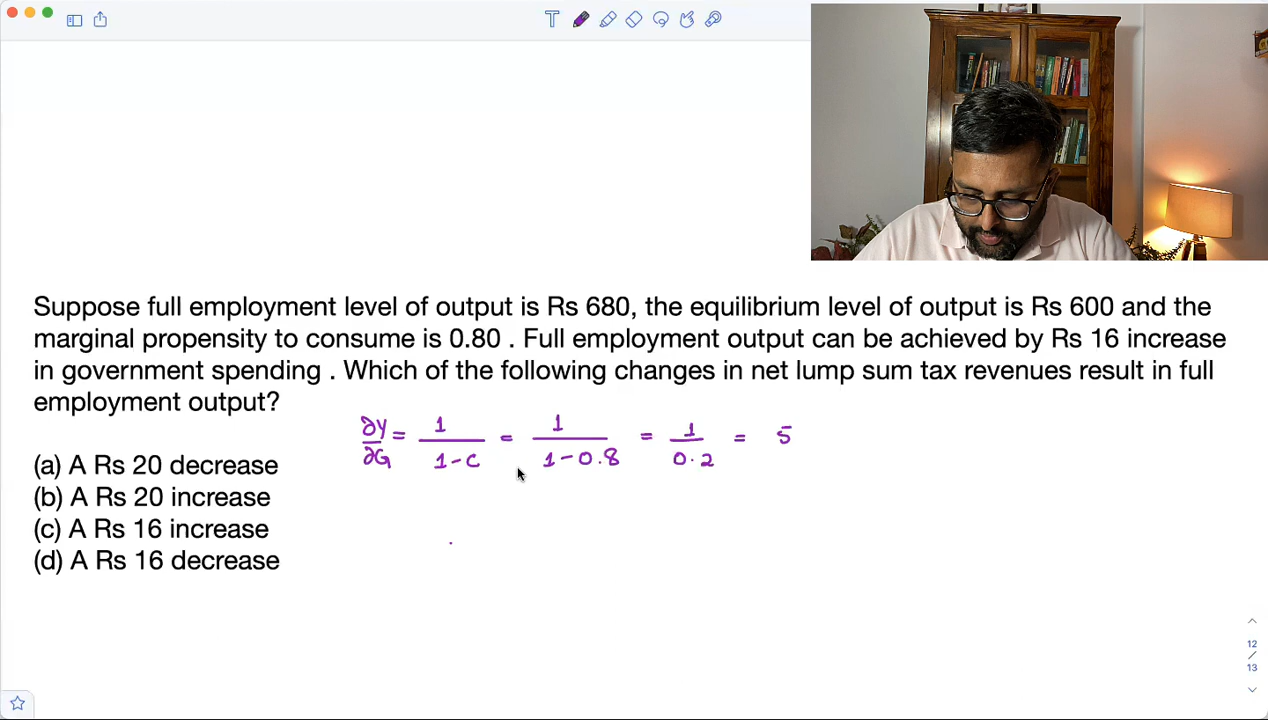 Suppose full employment level of output is Rs 680, the equilibrium level of output is Rs 600 and the
marginal propensity to consume is 0.80 . Full employment output can be achieved by Rs 16 increase
in government spending . Which of the following changes in net lump sum tax revenues result in full
employment output?
∂Y/∂G = 1/(1-c) = 1/(1-0.8) = 1/0.2 = 5
(a) A Rs 20 decrease
(b) A Rs 20 increase
(c) A Rs 16 increase
(d) A Rs 16 decrease
12
/
13